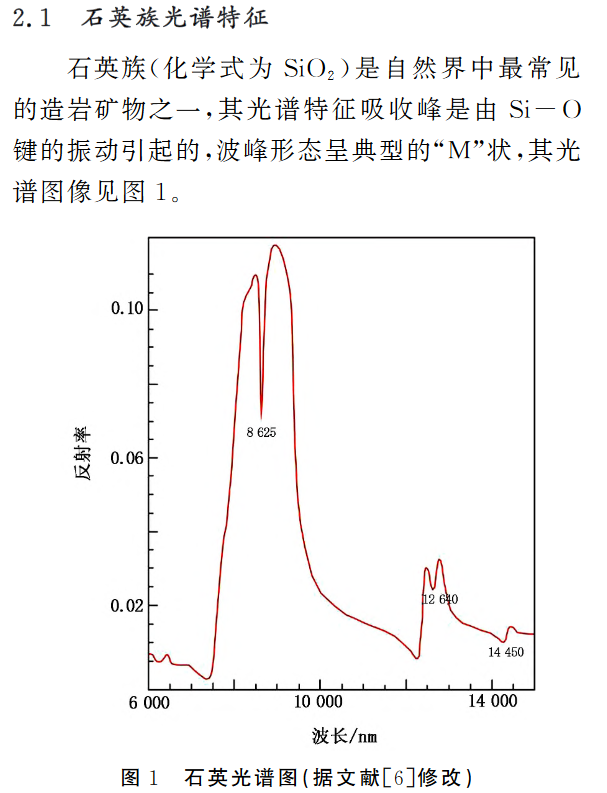 2.1 石英族光谱特征
石英族(化学式为 SiO₂)是自然界中最常见
的造岩矿物之一,其光谱特征吸收峰是由 Si－O
键的振动引起的,波峰形态呈典型的“M”状,其光
谱图像见图 1。
0.10
8 625
反射率
0.06
12 640
0.02
14 450
6 000 10 000 14 000
波长/nm
图 1 石英光谱图(据文献[6]修改)